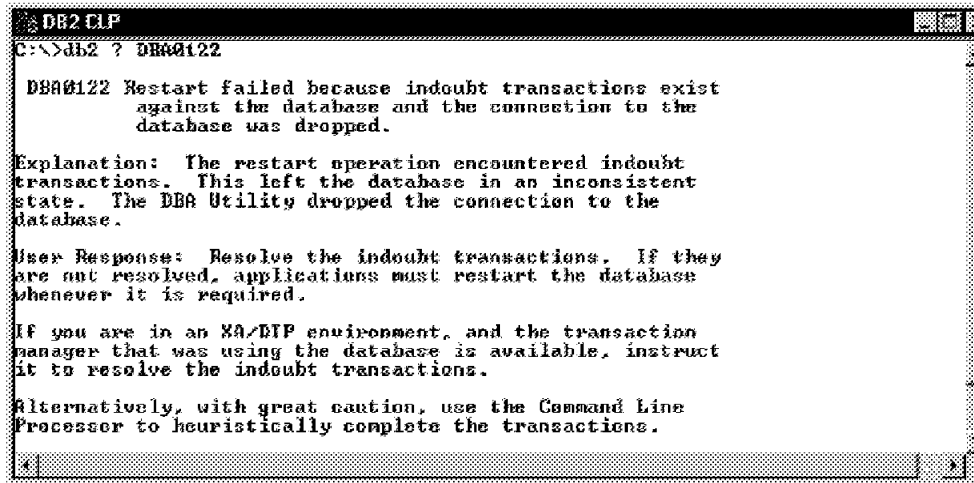 DB2 CLP
C:\>db2 ? DBA0122
DBA0122 Restart failed because indoubt transactions exist
against the database and the connection to the
database was dropped.
Explanation: The restart operation encountered indoubt
transactions. This left the database in an inconsistent
state. The DBA Utility dropped the connection to the
database.
User Response: Resolve the indoubt transactions. If they
are not resolved, applications must restart the database
whenever it is required.
If you are in an XA/DTP environment, and the transaction
manager that was using the database is available, instruct
it to resolve the indoubt transactions.
Alternatively, with great caution, use the Command Line
Processor to heuristically complete the transactions.